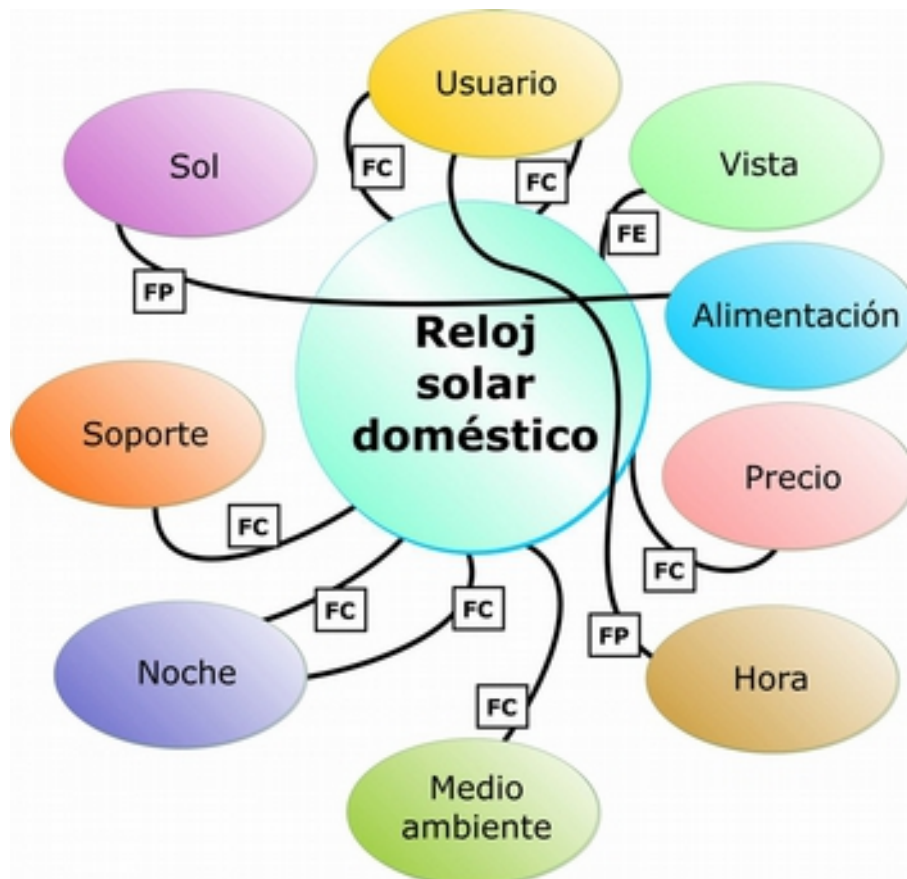 Usuario
Sol
Vista
FC
FC
FE
FP
Alimentación
Reloj
solar
doméstico
Soporte
Precio
FC
FC
FC
FC
FP
Noche
Hora
FC
Medio
ambiente